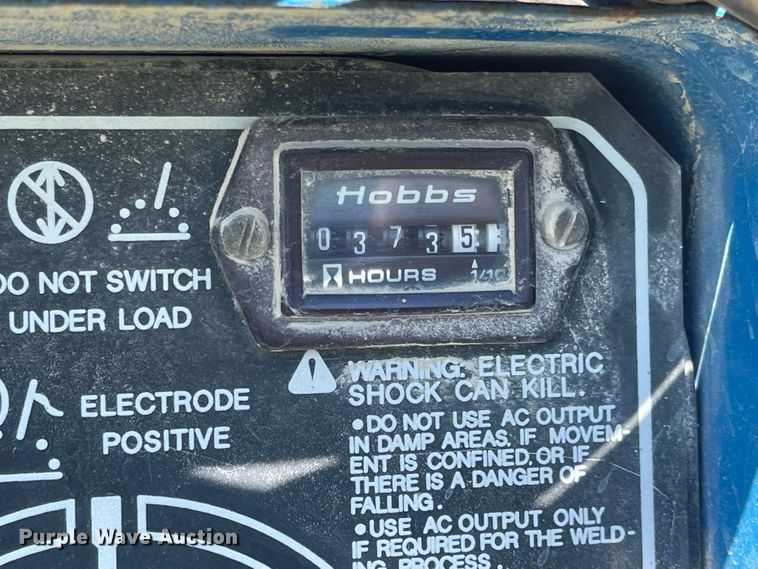 Hobbs
0 3 7 3 5
HOURS 1/10
DO NOT SWITCH
UNDER LOAD
WARNING. ELECTRIC
SHOCK CAN KILL.
ELECTRODE
POSITIVE
•DO NOT USE AC OUTPUT
IN DAMP AREAS. IF MOVEM-
ENT IS CONFINED, OR IF
THERE IS A DANGER OF
FALLING.
•USE AC OUTPUT ONLY
IF REQUIRED FOR THE WELD-
ING PROCESS.
Purple Wave Auction